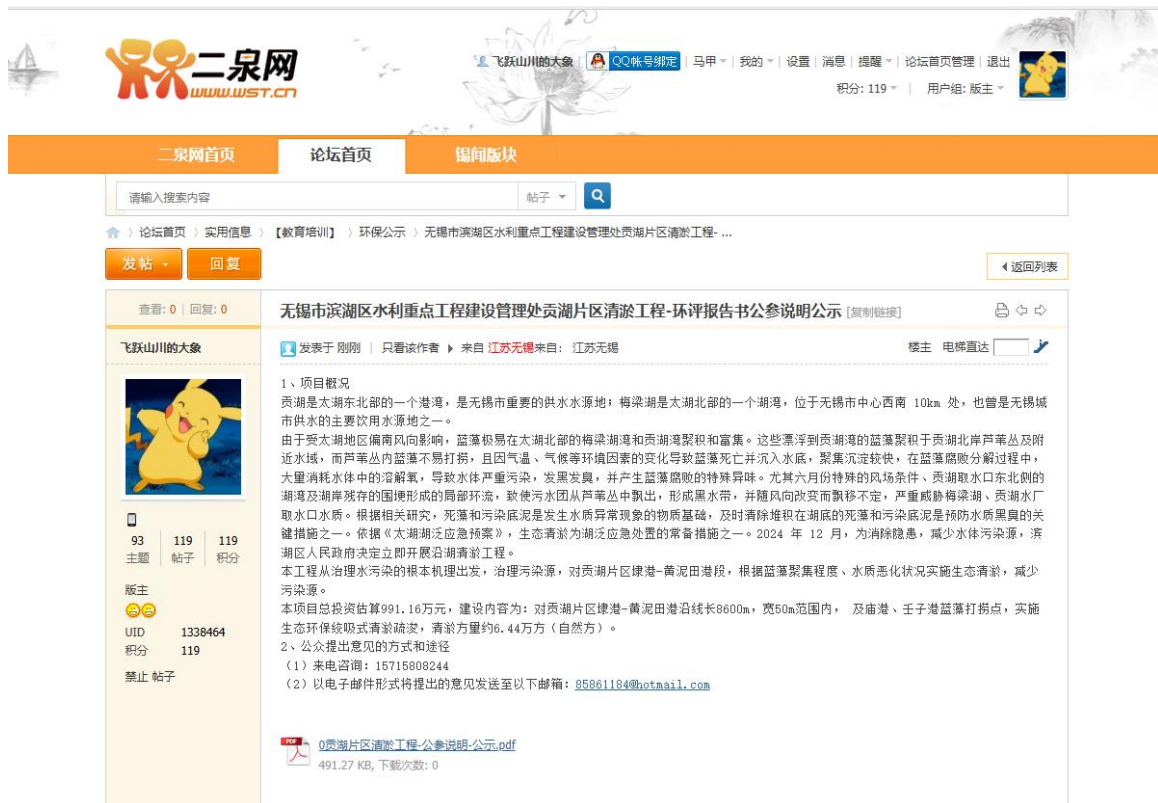 二泉网
WWW.WST.CN
飞跃山川的大象 QQ帐号绑定 | 马甲 | 我的 | 设置 | 消息 | 提醒 | 论坛首页管理 | 退出
积分: 119 | 用户组: 版主
二泉网首页 论坛首页 锡闻版块
请输入搜索内容 帖子
论坛首页 〉 实用信息 〉 【教育培训】 〉 环保公示 〉 无锡市滨湖区水利重点工程建设管理处贡湖片区清淤工程- ...
发帖 回复 返回列表
查看: 0 | 回复: 0 无锡市滨湖区水利重点工程建设管理处贡湖片区清淤工程-环评报告书公参说明公示 [复制链接]
飞跃山川的大象 发表于 刚刚 | 只看该作者 ▶ 来自 江苏无锡来自: 江苏无锡 楼主 电梯直达
1、项目概况
贡湖是太湖东北部的一个港湾，是无锡市重要的供水水源地；梅梁湖是太湖北部的一个湖湾，位于无锡市中心西南 10km 处，也曾是无锡城
市供水的主要饮用水源地之一。
由于受太湖地区偏南风向影响，蓝藻极易在太湖北部的梅梁湖湾和贡湖湾聚积和富集。这些漂浮到贡湖湾的蓝藻聚积于贡湖北岸芦苇丛及附
近水域，而芦苇丛内蓝藻不易打捞，且因气温、气候等环境因素的变化导致蓝藻死亡并沉入水底，聚集沉淀较快，在蓝藻腐败分解过程中，
大量消耗水体中的溶解氧，导致水体严重污染，发黑发臭，并产生蓝藻腐败的特殊异味。尤其六月份特殊的风场条件、贡湖取水口东北侧的
湖湾及湖岸残存的围埂形成的局部环流，致使污水团从芦苇丛中飘出，形成黑水带，并随风向改变而飘移不定，严重威胁梅梁湖、贡湖水厂
取水口水质。根据相关研究，死藻和污染底泥是发生水质异常现象的物质基础，及时清除堆积在湖底的死藻和污染底泥是预防水质黑臭的关
键措施之一。依据《太湖湖泛应急预案》，生态清淤为湖泛应急处置的常备措施之一。2024 年 12 月，为消除隐患，减少水体污染源，滨
湖区人民政府决定立即开展沿湖清淤工程。
本工程从治理水污染的根本机理出发，治理污染源，对贡湖片区㘰港-黄泥田港段，根据蓝藻聚集程度、水质恶化状况实施生态清淤，减少
污染源。
本项目总投资估算991.16万元，建设内容为：对贡湖片区㘰港-黄泥田港沿线长8600m，宽50m范围内， 及庙港、壬子港蓝藻打捞点，实施
生态环保绞吸式清淤疏浚，清淤方量约6.44万方（自然方）。
2、公众提出意见的方式和途径
（1）来电咨询：15715808244
（2）以电子邮件形式将提出的意见发送至以下邮箱：85861184@hotmail.com
93 119 119
主题 帖子 积分
版主
UID 1338464
积分 119
禁止 帖子
PDF
0贡湖片区清淤工程-公参说明-公示.pdf
491.27 KB, 下载次数: 0